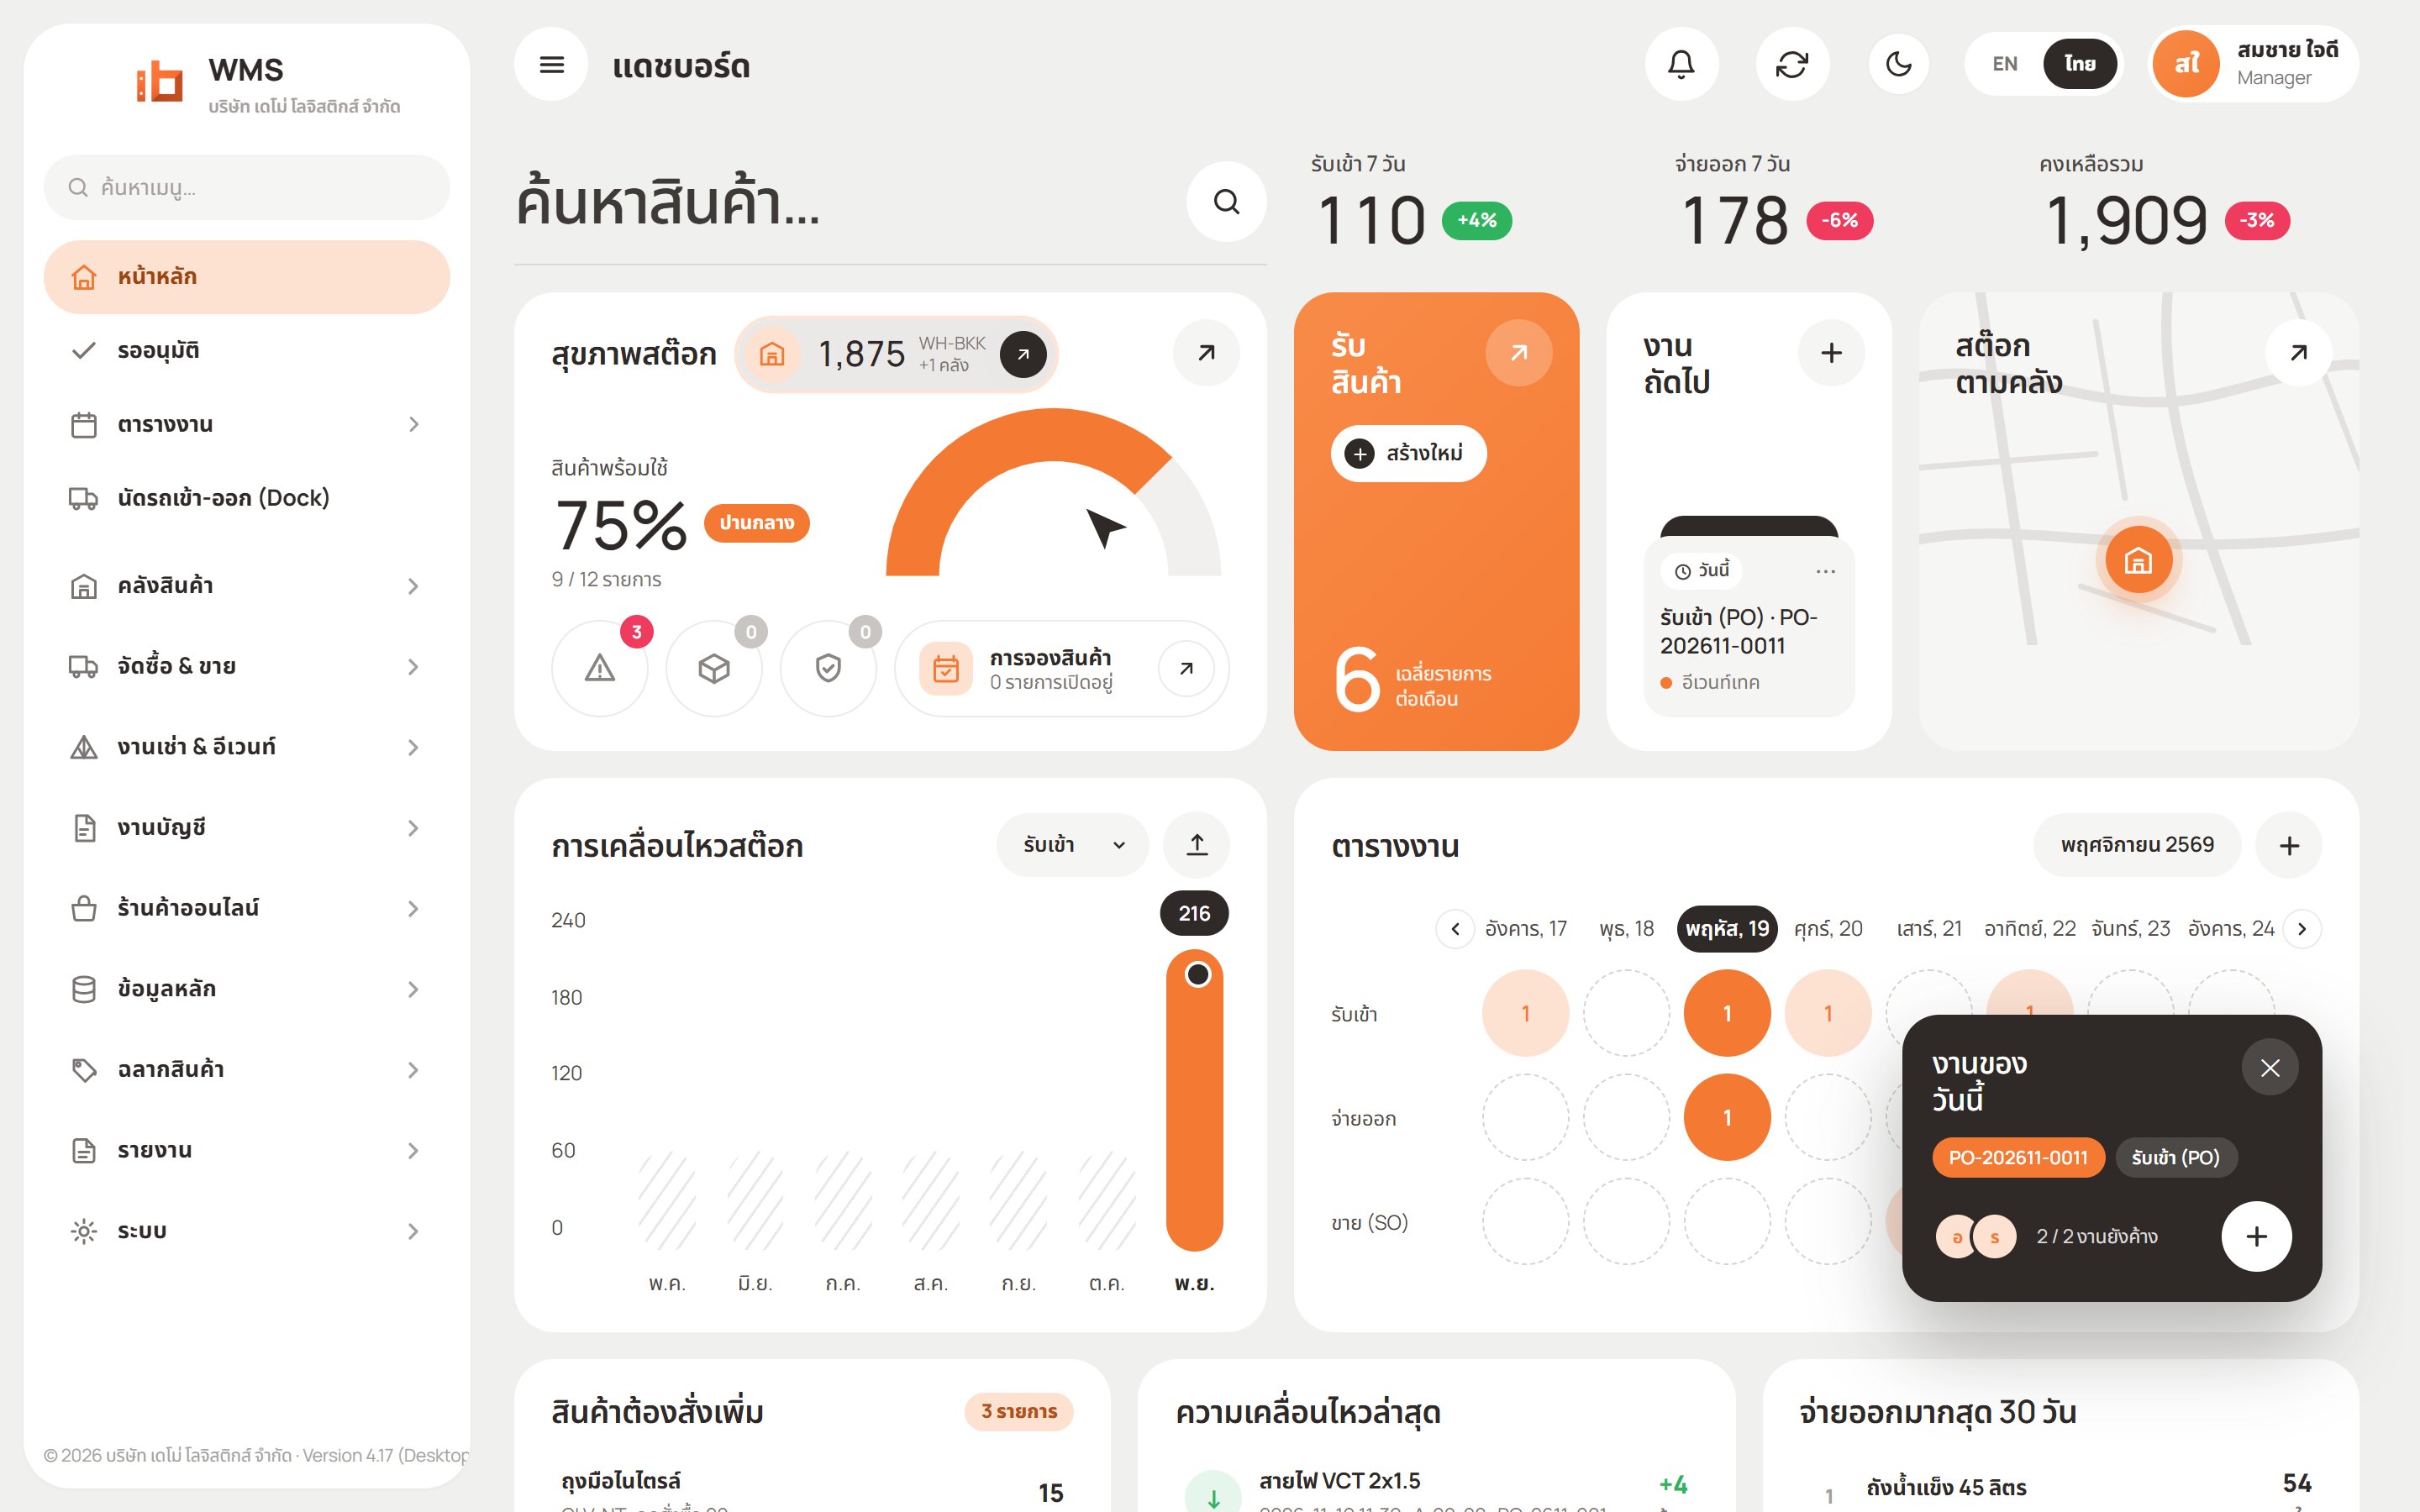 WMS
บริษัท เดโม่ โลจิสติกส์ จำกัด
ค้นหาเมนู...
หน้าหลัก
รออนุมัติ
ตารางงาน
นัดรถเข้า-ออก (Dock)
คลังสินค้า
จัดซื้อ & ขาย
งานเช่า & อีเวนท์
งานบัญชี
ร้านค้าออนไลน์
ข้อมูลหลัก
ฉลากสินค้า
รายงาน
ระบบ
© 2026 บริษัท เดโม่ โลจิสติกส์ จำกัด · Version 4.17 (Desktop
แดชบอร์ด
EN
ไทย
สใ
สมชาย ใจดี
Manager
ค้นหาสินค้า...
รับเข้า 7 วัน
110
+4%
จ่ายออก 7 วัน
178
-6%
คงเหลือรวม
1,909
-3%
สุขภาพสต๊อก
1,875
WH-BKK
+1 คลัง
สินค้าพร้อมใช้
75%
ปานกลาง
9 / 12 รายการ
3
0
0
การจองสินค้า
0 รายการเปิดอยู่
รับ
สินค้า
สร้างใหม่
6
เฉลี่ยรายการ
ต่อเดือน
งาน
ถัดไป
วันนี้
รับเข้า (PO) · PO-
202611-0011
อีเวนท์เทค
สต๊อก
ตามคลัง
การเคลื่อนไหวสต๊อก
รับเข้า
240
180
120
60
0
216
พ.ค.
มิ.ย.
ก.ค.
ส.ค.
ก.ย.
ต.ค.
พ.ย.
ตารางงาน
พฤศจิกายน 2569
อังคาร, 17
พุธ, 18
พฤหัส, 19
ศุกร์, 20
เสาร์, 21
อาทิตย์, 22
จันทร์, 23
อังคาร, 24
รับเข้า
1
1
1
1
จ่ายออก
1
ขาย (SO)
งานของ
วันนี้
PO-202611-0011
รับเข้า (PO)
อ
ร
2 / 2 งานยังค้าง
สินค้าต้องสั่งเพิ่ม
3 รายการ
ถุงมือไนไตรล์
15
ความเคลื่อนไหวล่าสุด
สายไฟ VCT 2x1.5
+4
จ่ายออกมากสุด 30 วัน
1
ถังน้ำแข็ง 45 ลิตร
54